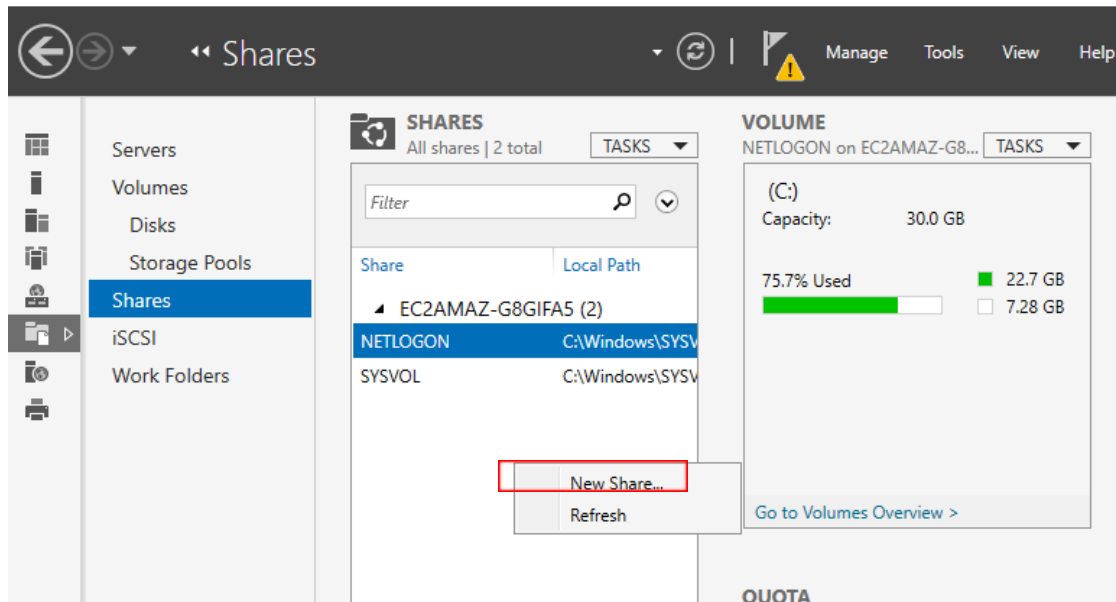 Shares
Manage Tools View Help
Servers
Volumes
Disks
Storage Pools
Shares
iSCSI
Work Folders
SHARES
All shares | 2 total
TASKS
Filter
Share Local Path
EC2AMAZ-G8GIFA5 (2)
NETLOGON C:\Windows\SYSV
SYSVOL C:\Windows\SYSV
New Share...
Refresh
VOLUME
NETLOGON on EC2AMAZ-G8...
TASKS
(C:)
Capacity: 30.0 GB
75.7% Used 22.7 GB
7.28 GB
Go to Volumes Overview >
QUOTA